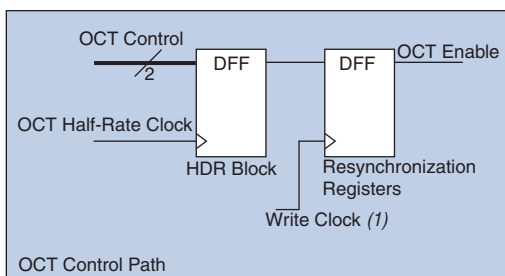 OCT Control
2
DFF
DFF
OCT Enable
OCT Half-Rate Clock
HDR Block
Resynchronization
Registers
Write Clock (1)
OCT Control Path